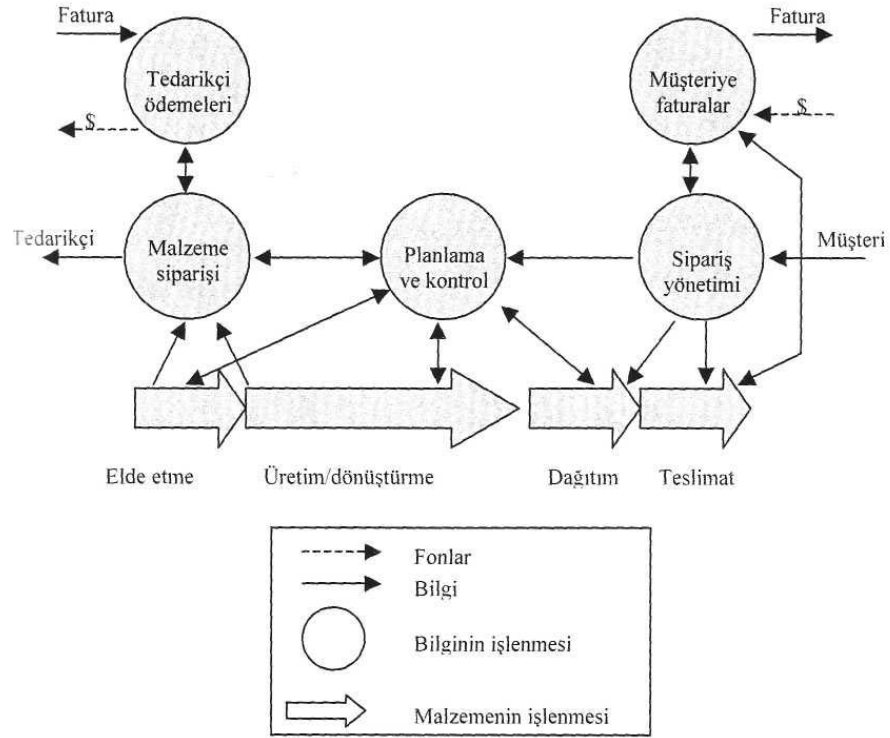 Fatura
Tedarikçi
ödemeleri
$
Fatura
Müşteriye
faturalar
$
Tedarikçi
Malzeme
siparişi
Planlama
ve kontrol
Sipariş
yönetimi
Müşteri
Elde etme
Üretim/dönüştürme
Dağıtım
Teslimat
Fonlar
Bilgi
Bilginin işlenmesi
Malzemenin işlenmesi